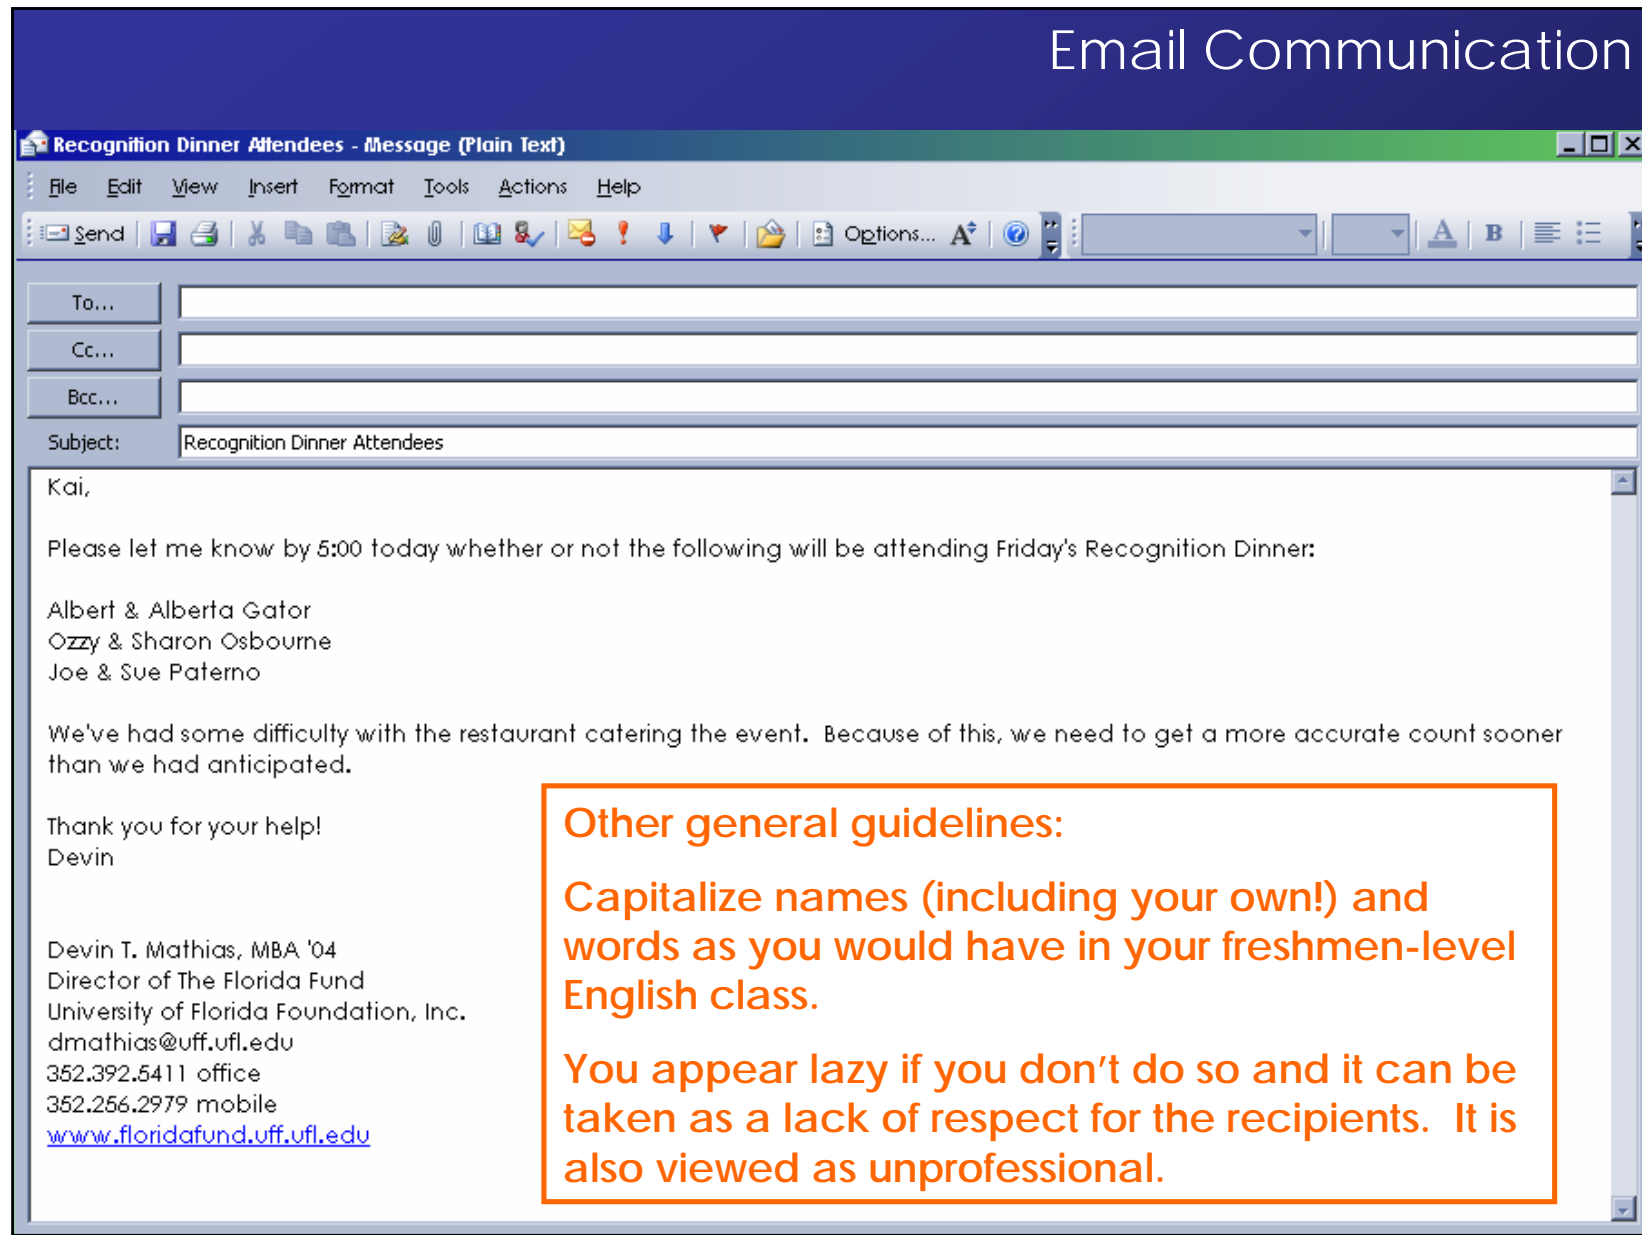 Email Communication
Recognition Dinner Attendees - Message (Plain Text)
File Edit View Insert Format Tools Actions Help
Send Options... A B
To...
Cc...
Bcc...
Subject: Recognition Dinner Attendees
Kai,
Please let me know by 5:00 today whether or not the following will be attending Friday's Recognition Dinner:
Albert & Alberta Gator
Ozzy & Sharon Osbourne
Joe & Sue Paterno
We've had some difficulty with the restaurant catering the event.  Because of this, we need to get a more accurate count sooner
than we had anticipated.
Thank you for your help!
Devin
Devin T. Mathias, MBA '04
Director of The Florida Fund
University of Florida Foundation, Inc.
dmathias@uff.ufl.edu
352.392.5411 office
352.256.2979 mobile
www.floridafund.uff.ufl.edu
Other general guidelines:
Capitalize names (including your own!) and
words as you would have in your freshmen-level
English class.
You appear lazy if you don't do so and it can be
taken as a lack of respect for the recipients.  It is
also viewed as unprofessional.